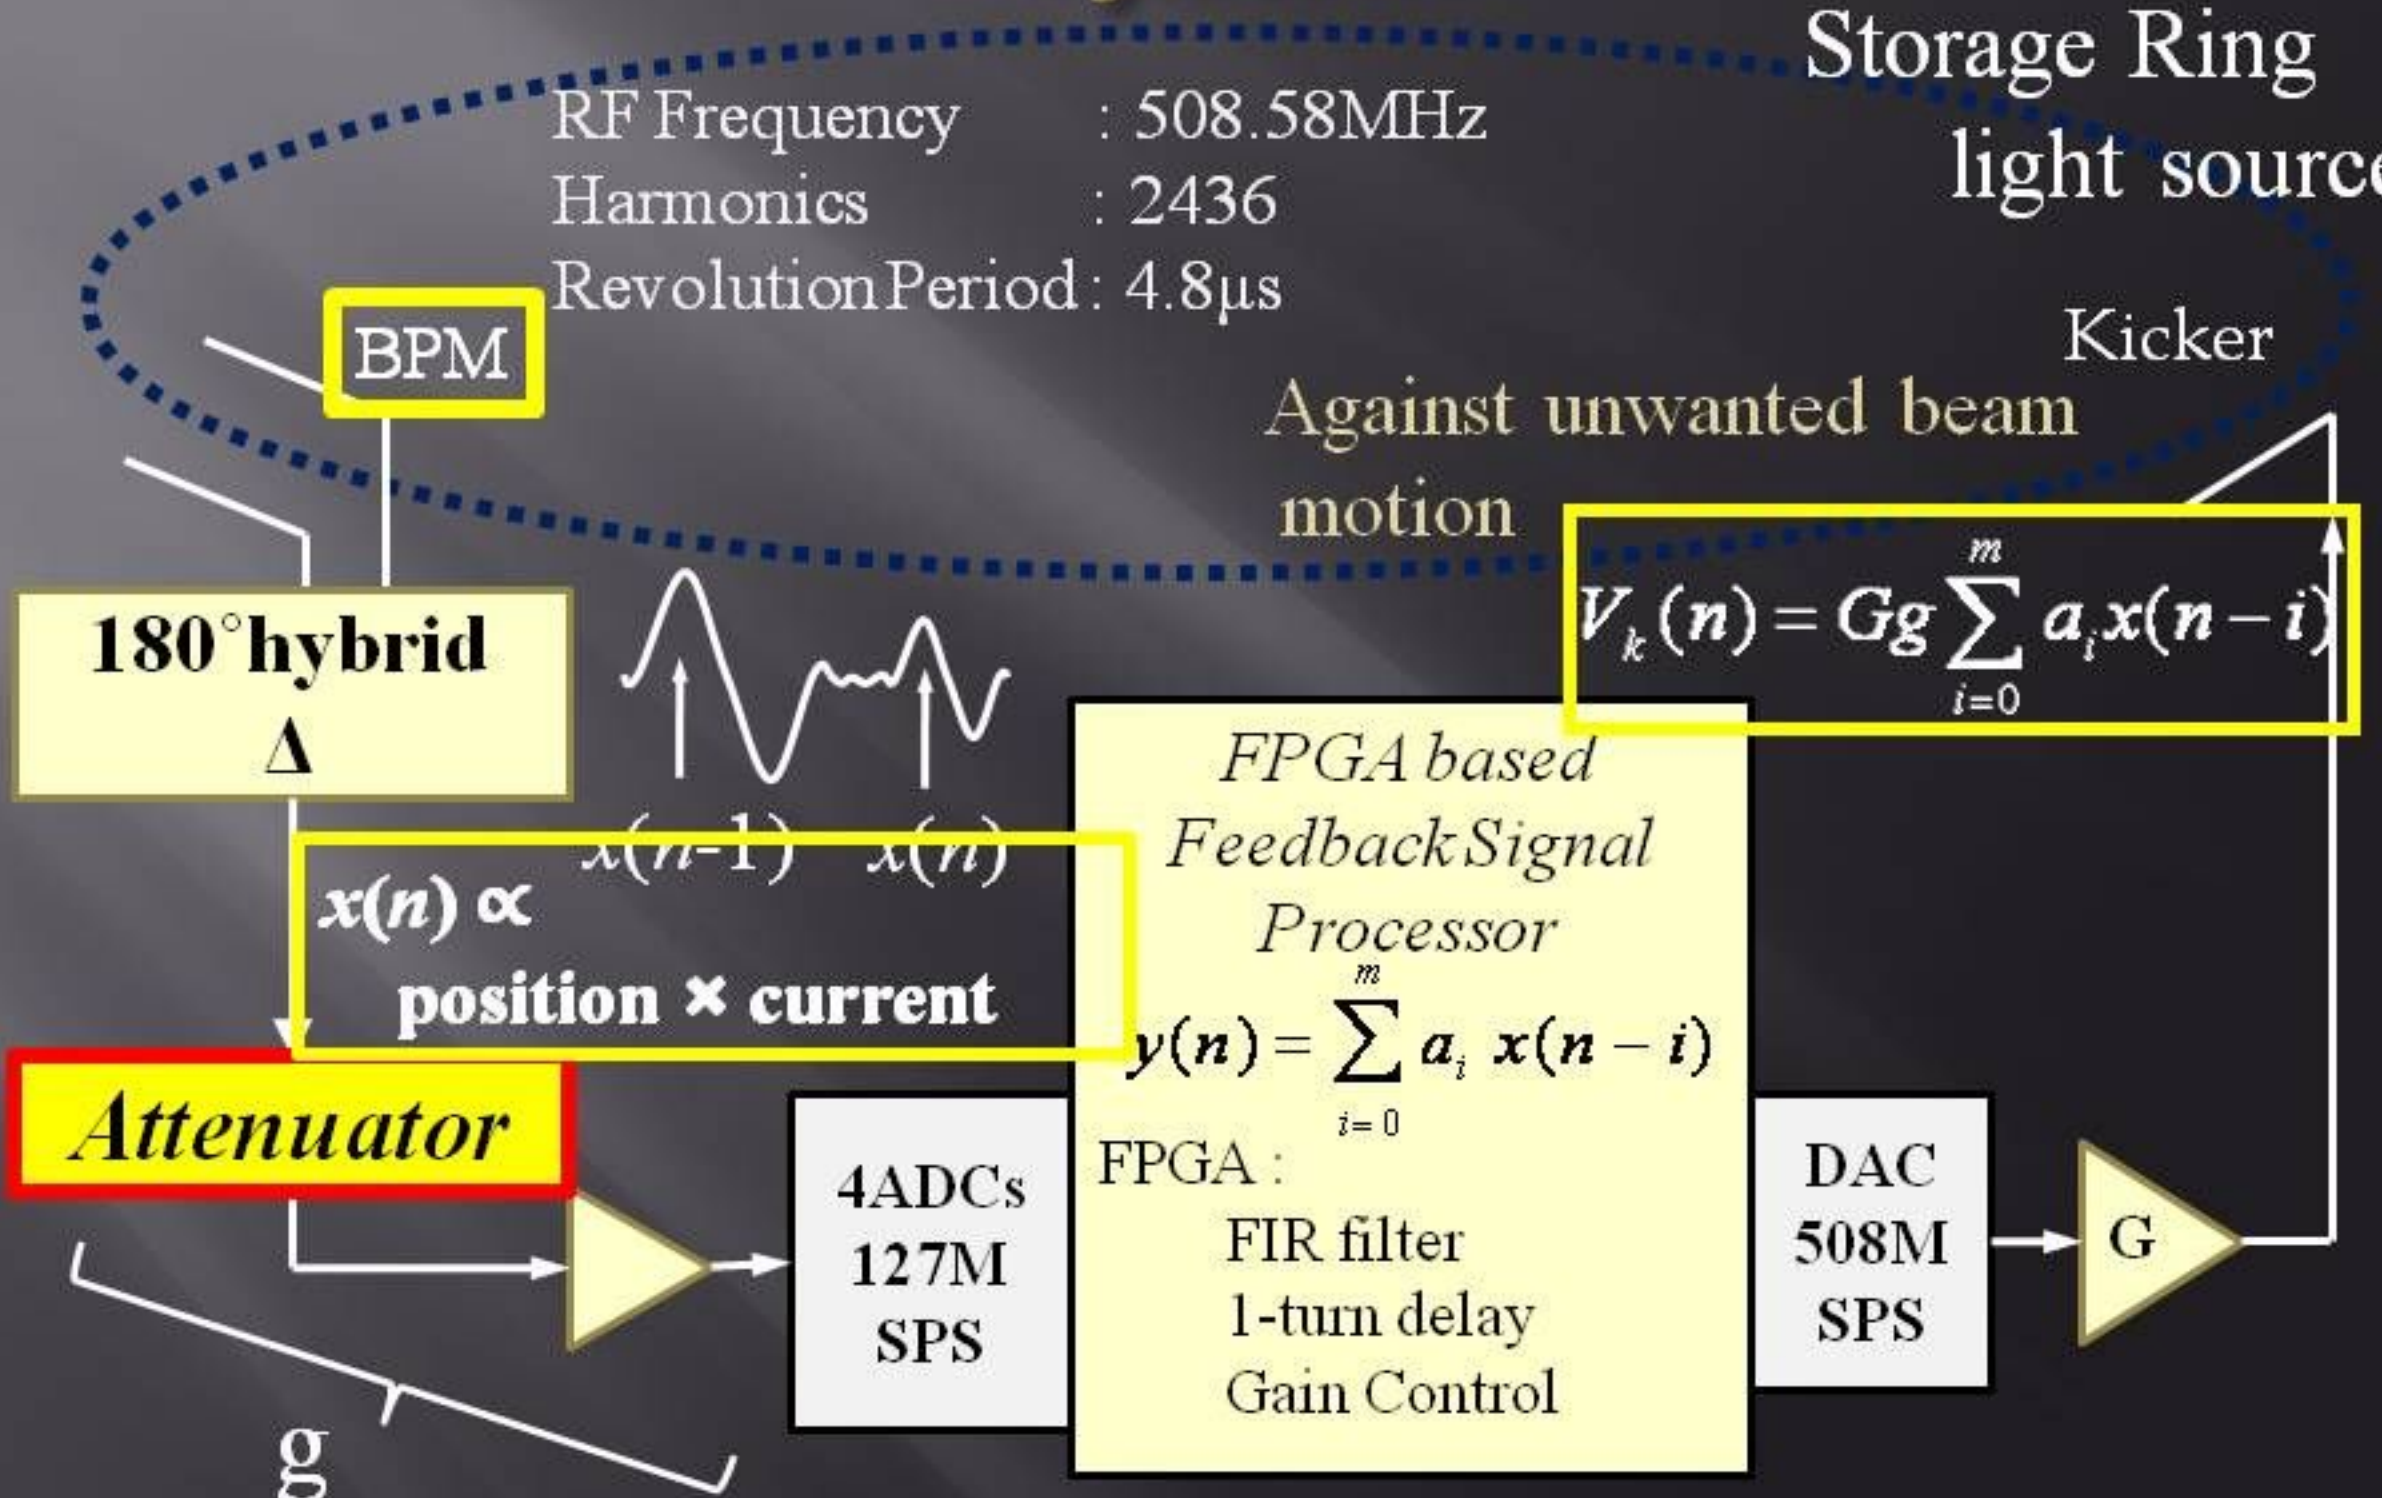 Storage Ring
light source
RF Frequency : 508.58MHz
Harmonics : 2436
Revolution Period : 4.8μs
BPM
Kicker
Against unwanted beam
motion
V_k(n) = Gg \sum_{i=0}^{m} a_i x(n-i)
180°hybrid
Δ
x(n-1) x(n)
x(n) ∝
position × current
Attenuator
g
4ADCs
127M
SPS
FPGA based
Feedback Signal
Processor
y(n) = \sum_{i=0}^{m} a_i x(n-i)
FPGA :
FIR filter
1-turn delay
Gain Control
DAC
508M
SPS
G